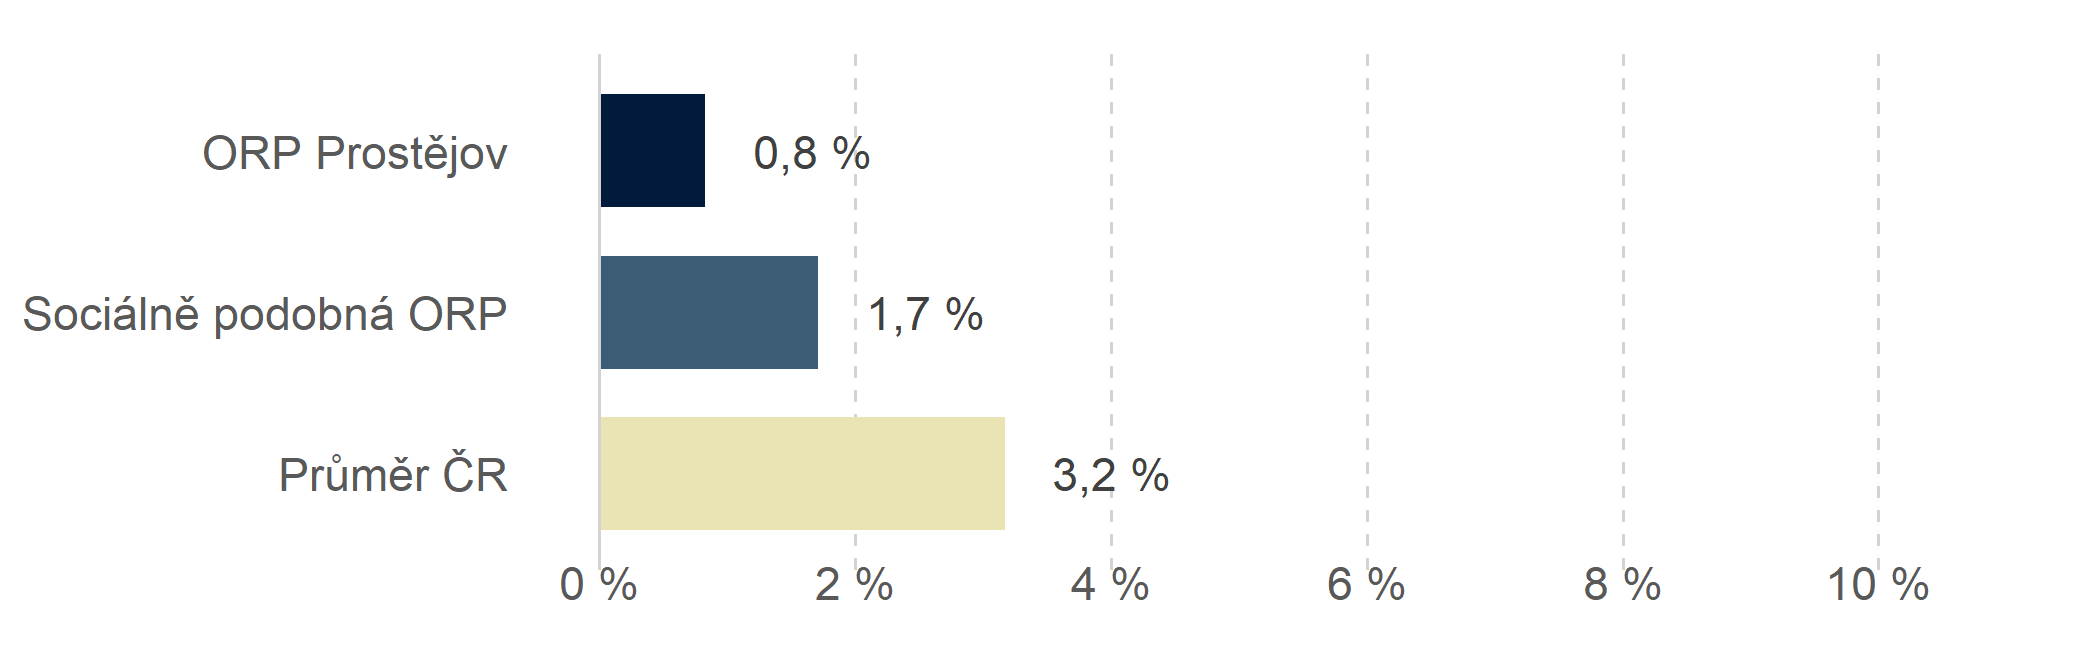 ORP Prostějov
0,8 %
Sociálně podobná ORP
1,7 %
Průměr ČR
3,2 %
0 % 2 % 4 % 6 % 8 % 10 %